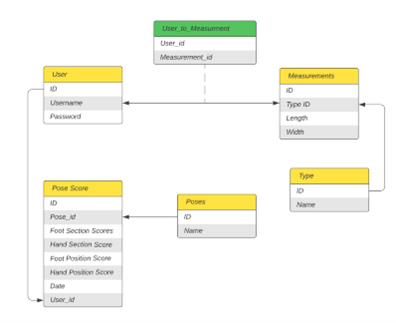 User_to_Measurment
User_id
Measurement_id
User
ID
Username
Password
Measurements
ID
Type ID
Length
Width
Type
ID
Name
Pose Score
ID
Pose_id
Foot Section Scores
Hand Section Score
Foot Position Score
Hand Position Score
Date
User_id
Poses
ID
Name